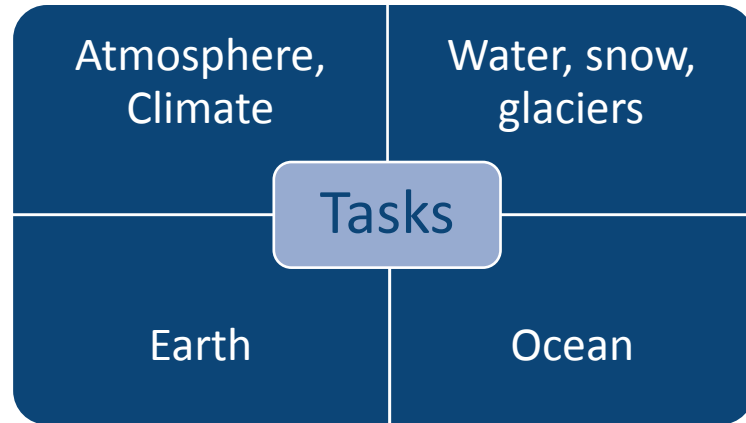 Atmosphere,
Climate
Water, snow,
glaciers
Tasks
Earth
Ocean